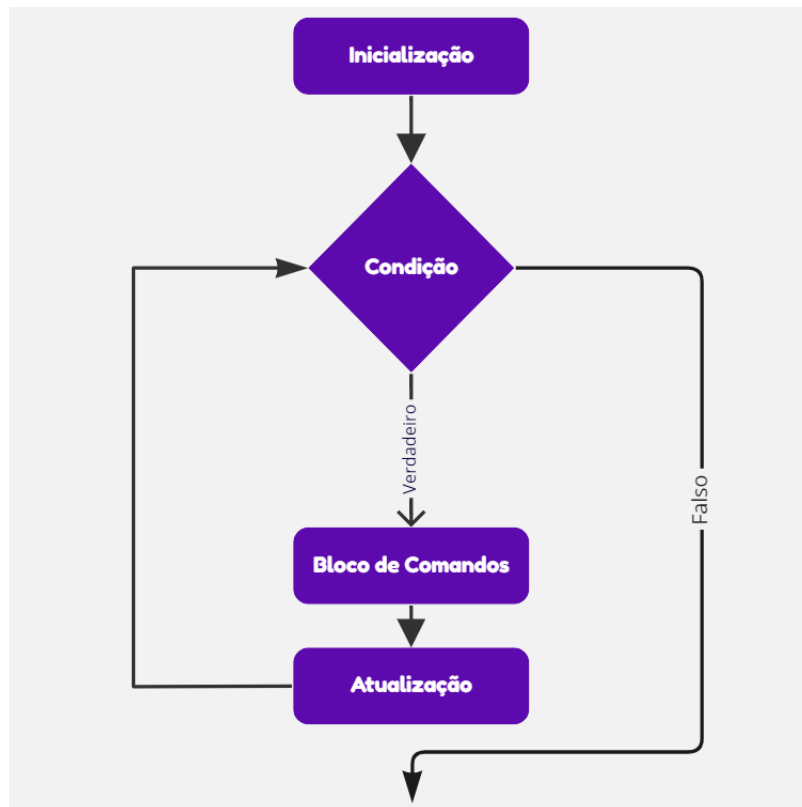 Inicialização
Condição
Verdadeiro
Falso
Bloco de Comandos
Atualização